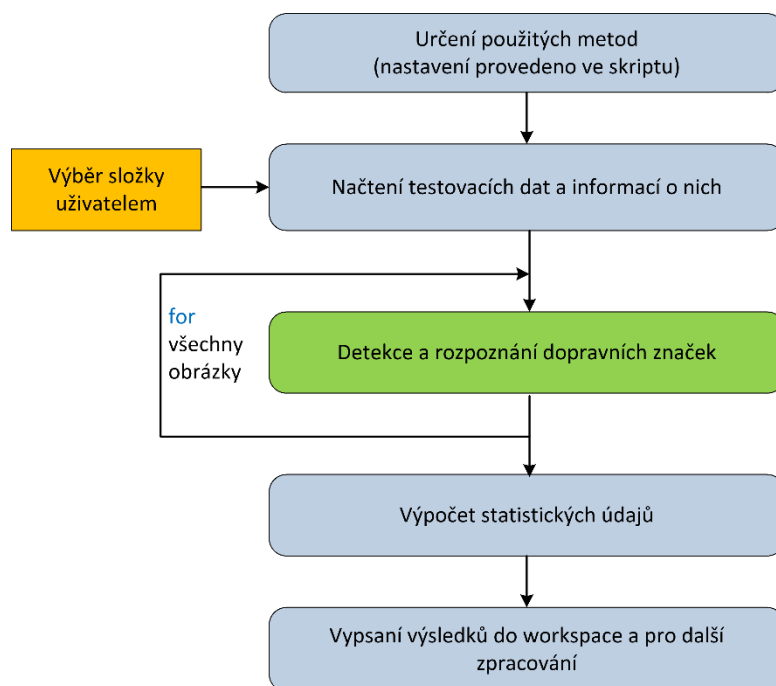 Určení použitých metod
(nastavení provedeno ve skriptu)
Výběr složky
uživatelem
Načtení testovacích dat a informací o nich
for
všechny
obrázky
Detekce a rozpoznání dopravních značek
Výpočet statistických údajů
Vypsaní výsledků do workspace a pro další
zpracování